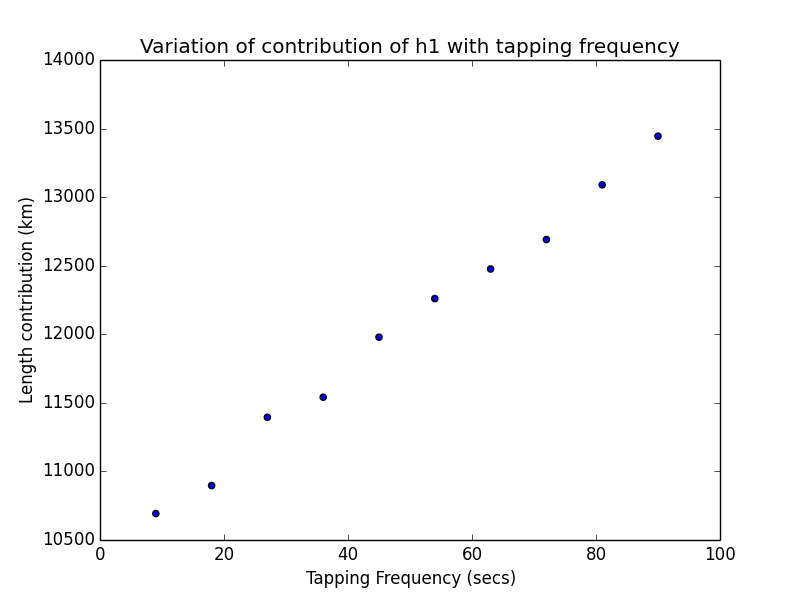 Variation of contribution of h1 with tapping frequency
14000
13500
13000
12500
12000
11500
11000
10500
Length contribution (km)
0 20 40 60 80 100
Tapping Frequency (secs)